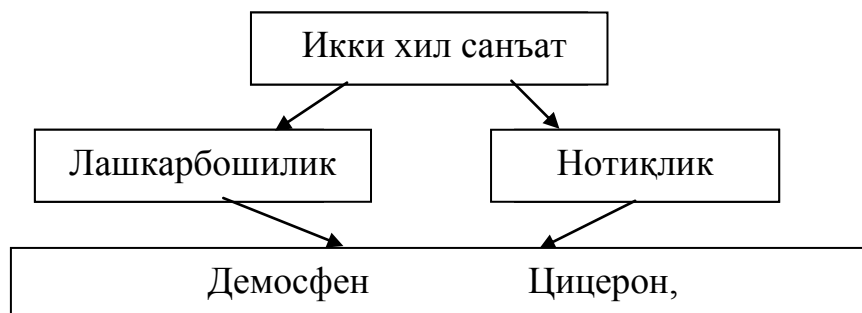 Икки хил санъат
Лашкарбошилик Нотиқлик
Демосфен Цицерон,